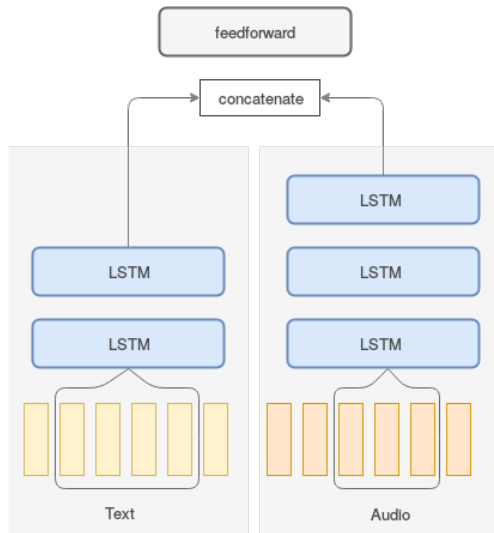 feedforward
concatenate
LSTM
LSTM
LSTM
LSTM
LSTM
Text
Audio